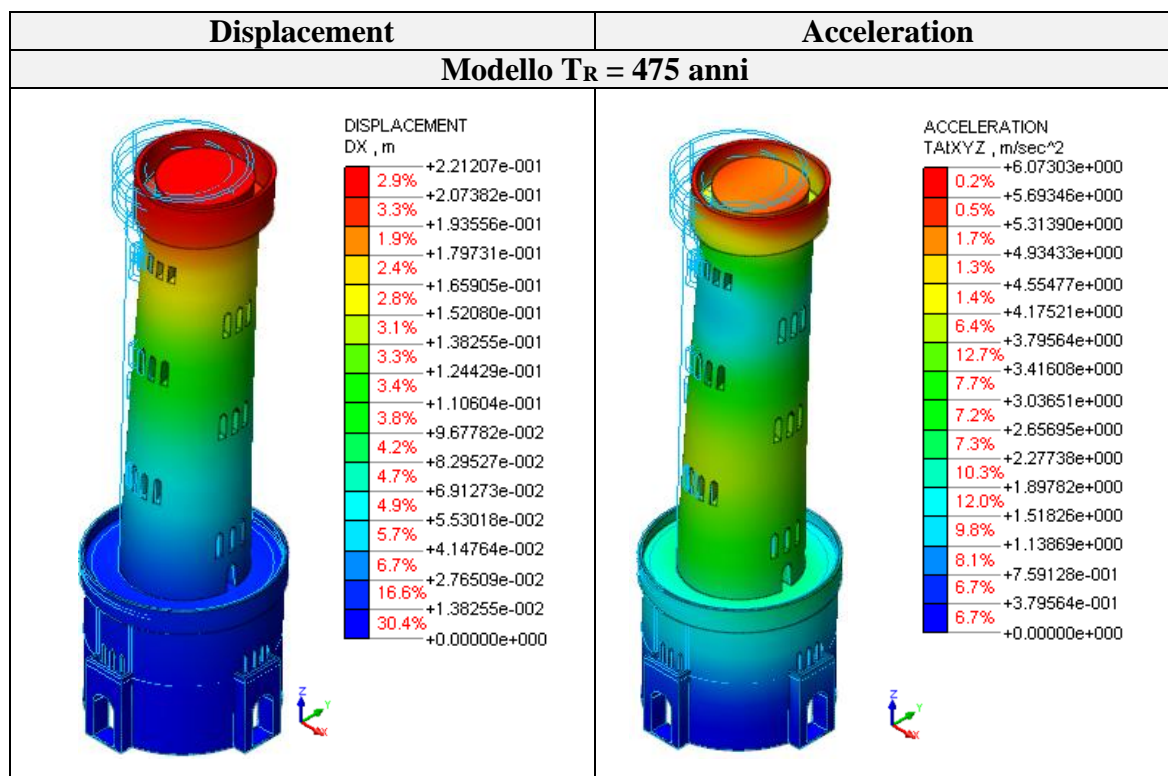 Displacement
Acceleration
Modello TR = 475 anni
DISPLACEMENT
DX , m
+2.21207e-001
2.9%
+2.07382e-001
3.3%
+1.93556e-001
1.9%
+1.79731e-001
2.4%
+1.65905e-001
2.8%
+1.52080e-001
3.1%
+1.38255e-001
3.3%
+1.24429e-001
3.4%
+1.10604e-001
3.8%
+9.67782e-002
4.2%
+8.29527e-002
4.7%
+6.91273e-002
4.9%
+5.53018e-002
5.7%
+4.14764e-002
6.7%
+2.76509e-002
16.6%
+1.38255e-002
30.4%
+0.00000e+000
Z
Y
X
ACCELERATION
TAtXYZ , m/sec^2
+6.07303e+000
0.2%
+5.69346e+000
0.5%
+5.31390e+000
1.7%
+4.93433e+000
1.3%
+4.55477e+000
1.4%
+4.17521e+000
6.4%
+3.79564e+000
12.7%
+3.41608e+000
7.7%
+3.03651e+000
7.2%
+2.65695e+000
7.3%
+2.27738e+000
10.3%
+1.89782e+000
12.0%
+1.51826e+000
9.8%
+1.13869e+000
8.1%
+7.59128e-001
6.7%
+3.79564e-001
6.7%
+0.00000e+000
Z
Y
X